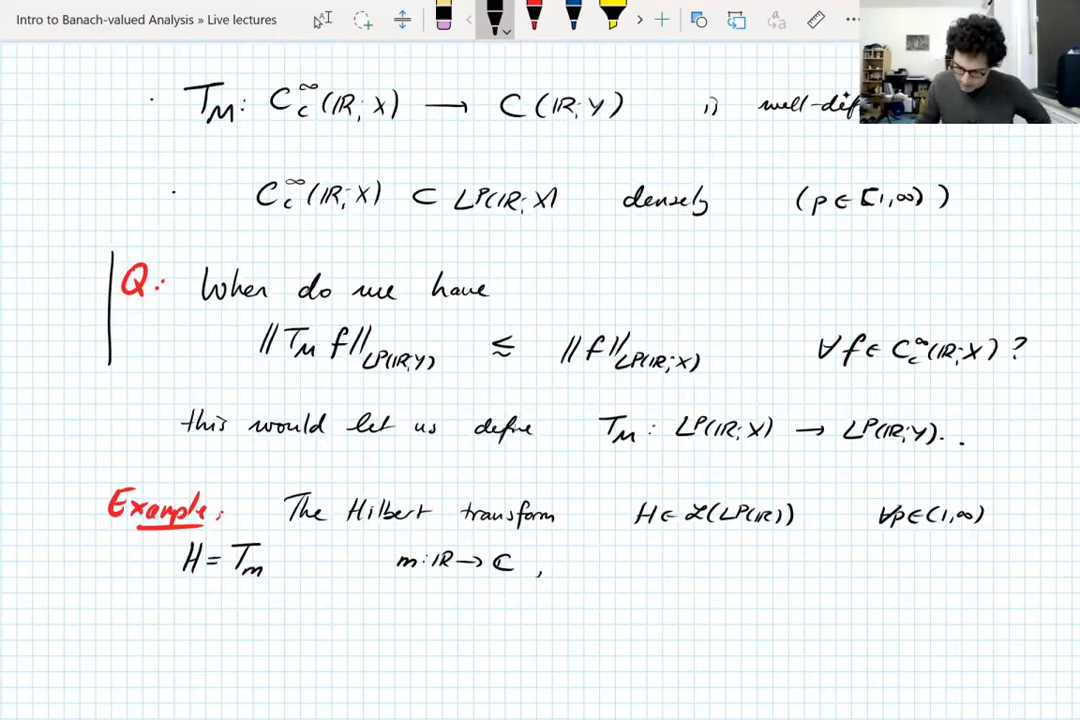 Intro to Banach-valued Analysis » Live lectures
· T_M : C_c^∞(ℝ; X) → C(ℝ; Y) is well-def
· C_c^∞(ℝ; X) ⊂ L^p(ℝ; X) densely (p ∈ [1,∞))
Q: When do we have
‖T_M f‖_{L^p(ℝ;Y)} ≲ ‖f‖_{L^p(ℝ;X)} ∀f ∈ C_c^∞(ℝ;X) ?
this would let us define T_M : L^p(ℝ; X) → L^p(ℝ; Y)..
Example: The Hilbert transform H ∈ ℒ(L^p(ℝ)) ∀p ∈ (1,∞)
H = T_m m : ℝ → ℂ ,